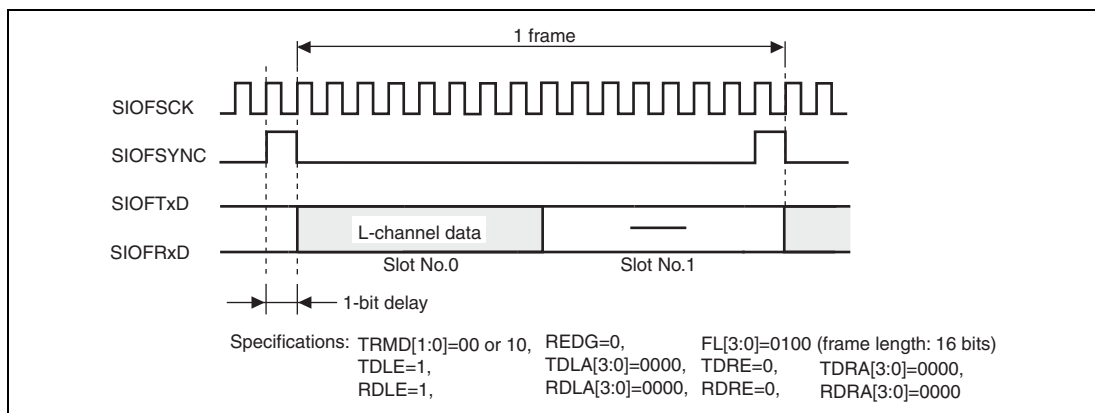 1 frame
SIOFSCK
SIOFSYNC
SIOFTxD
L-channel data
SIOFRxD
Slot No.0 Slot No.1
1-bit delay
Specifications: TRMD[1:0]=00 or 10, REDG=0, FL[3:0]=0100 (frame length: 16 bits)
TDLE=1, TDLA[3:0]=0000, TDRE=0, TDRA[3:0]=0000,
RDLE=1, RDLA[3:0]=0000, RDRE=0, RDRA[3:0]=0000